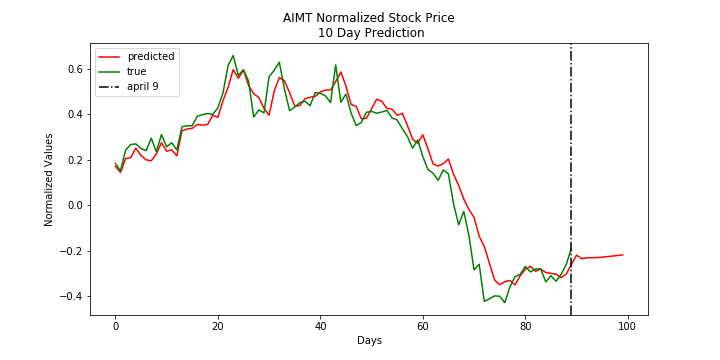 AIMT Normalized Stock Price
10 Day Prediction
predicted
true
april 9
Normalized Values
0.6
0.4
0.2
0.0
−0.2
−0.4
0
20
40
60
80
100
Days